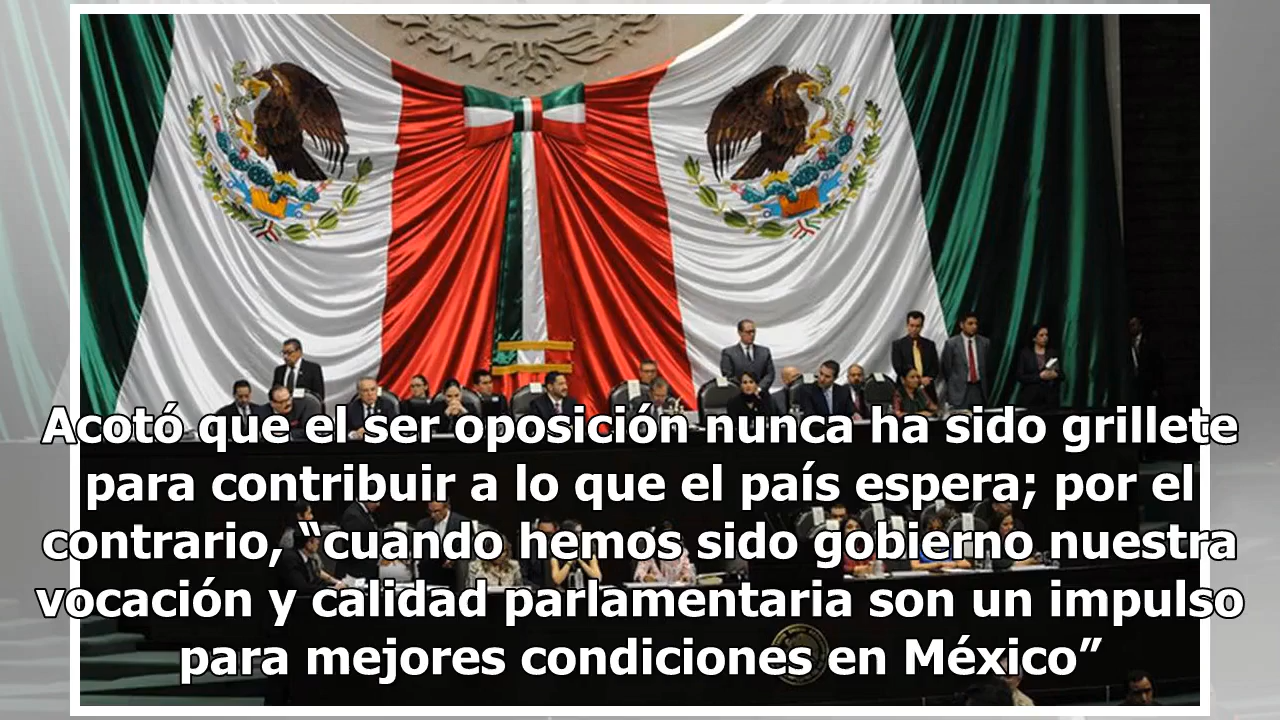 Acotó que el ser oposición nunca ha sido grillete
para contribuir a lo que el país espera; por el
contrario, “cuando hemos sido gobierno nuestra
vocación y calidad parlamentaria son un impulso
para mejores condiciones en México”